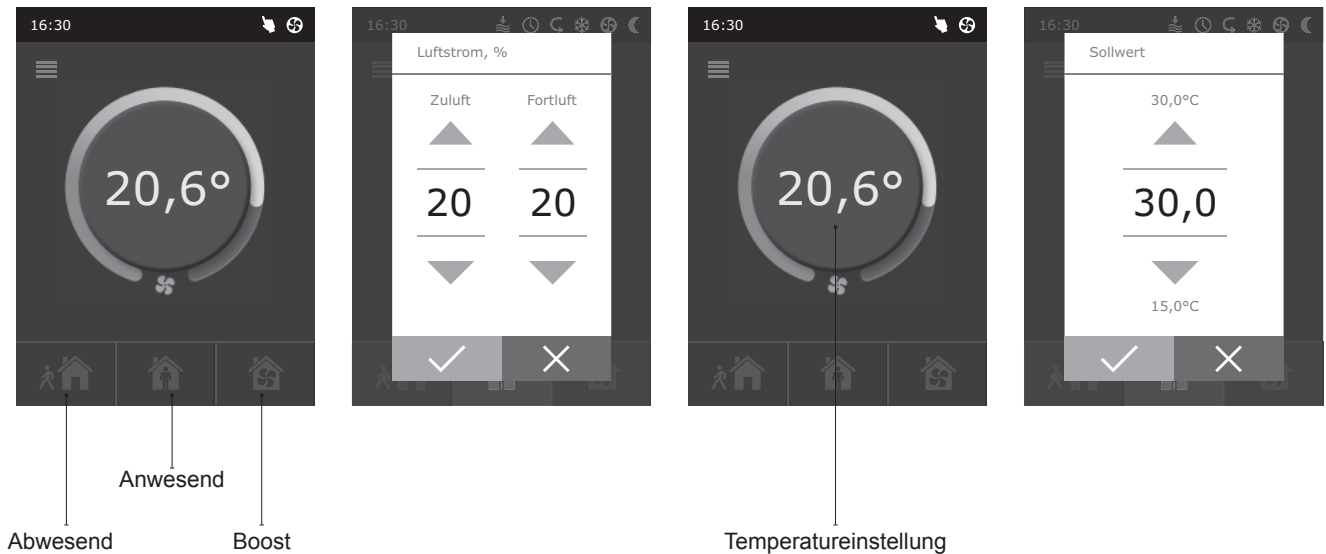 16:30
20,6°
Abwesend
Anwesend
Boost
16:30
Luftstrom, %
Zuluft Fortluft
20 20
16:30
20,6°
Temperatureinstellung
16:30
Sollwert
30,0°C
30,0
15,0°C